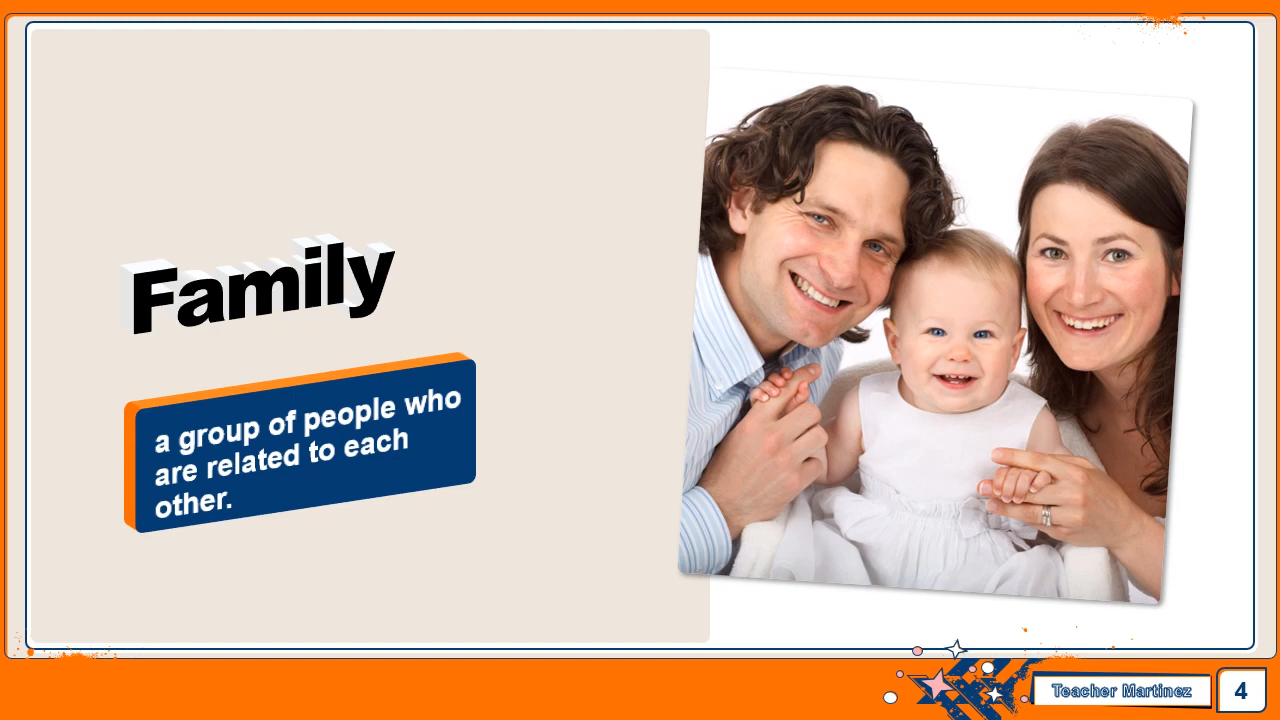 Family
a group of people who
are related to each
other.
Teacher Martinez
4